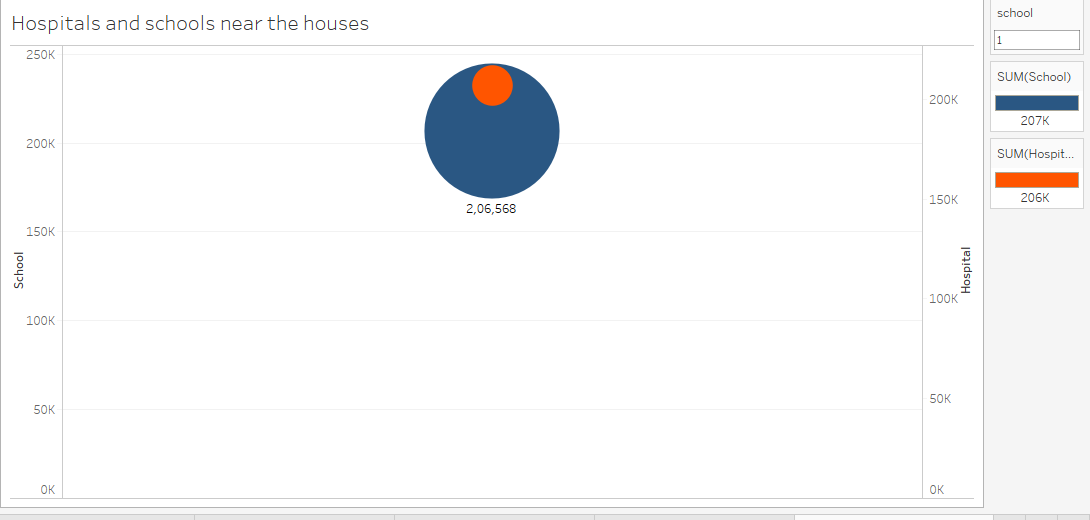 Hospitals and schools near the houses
250K
200K
150K
100K
50K
0K
School
2,06,568
200K
150K
100K
50K
0K
Hospital
school
1
SUM(School)
207K
SUM(Hospit...
206K